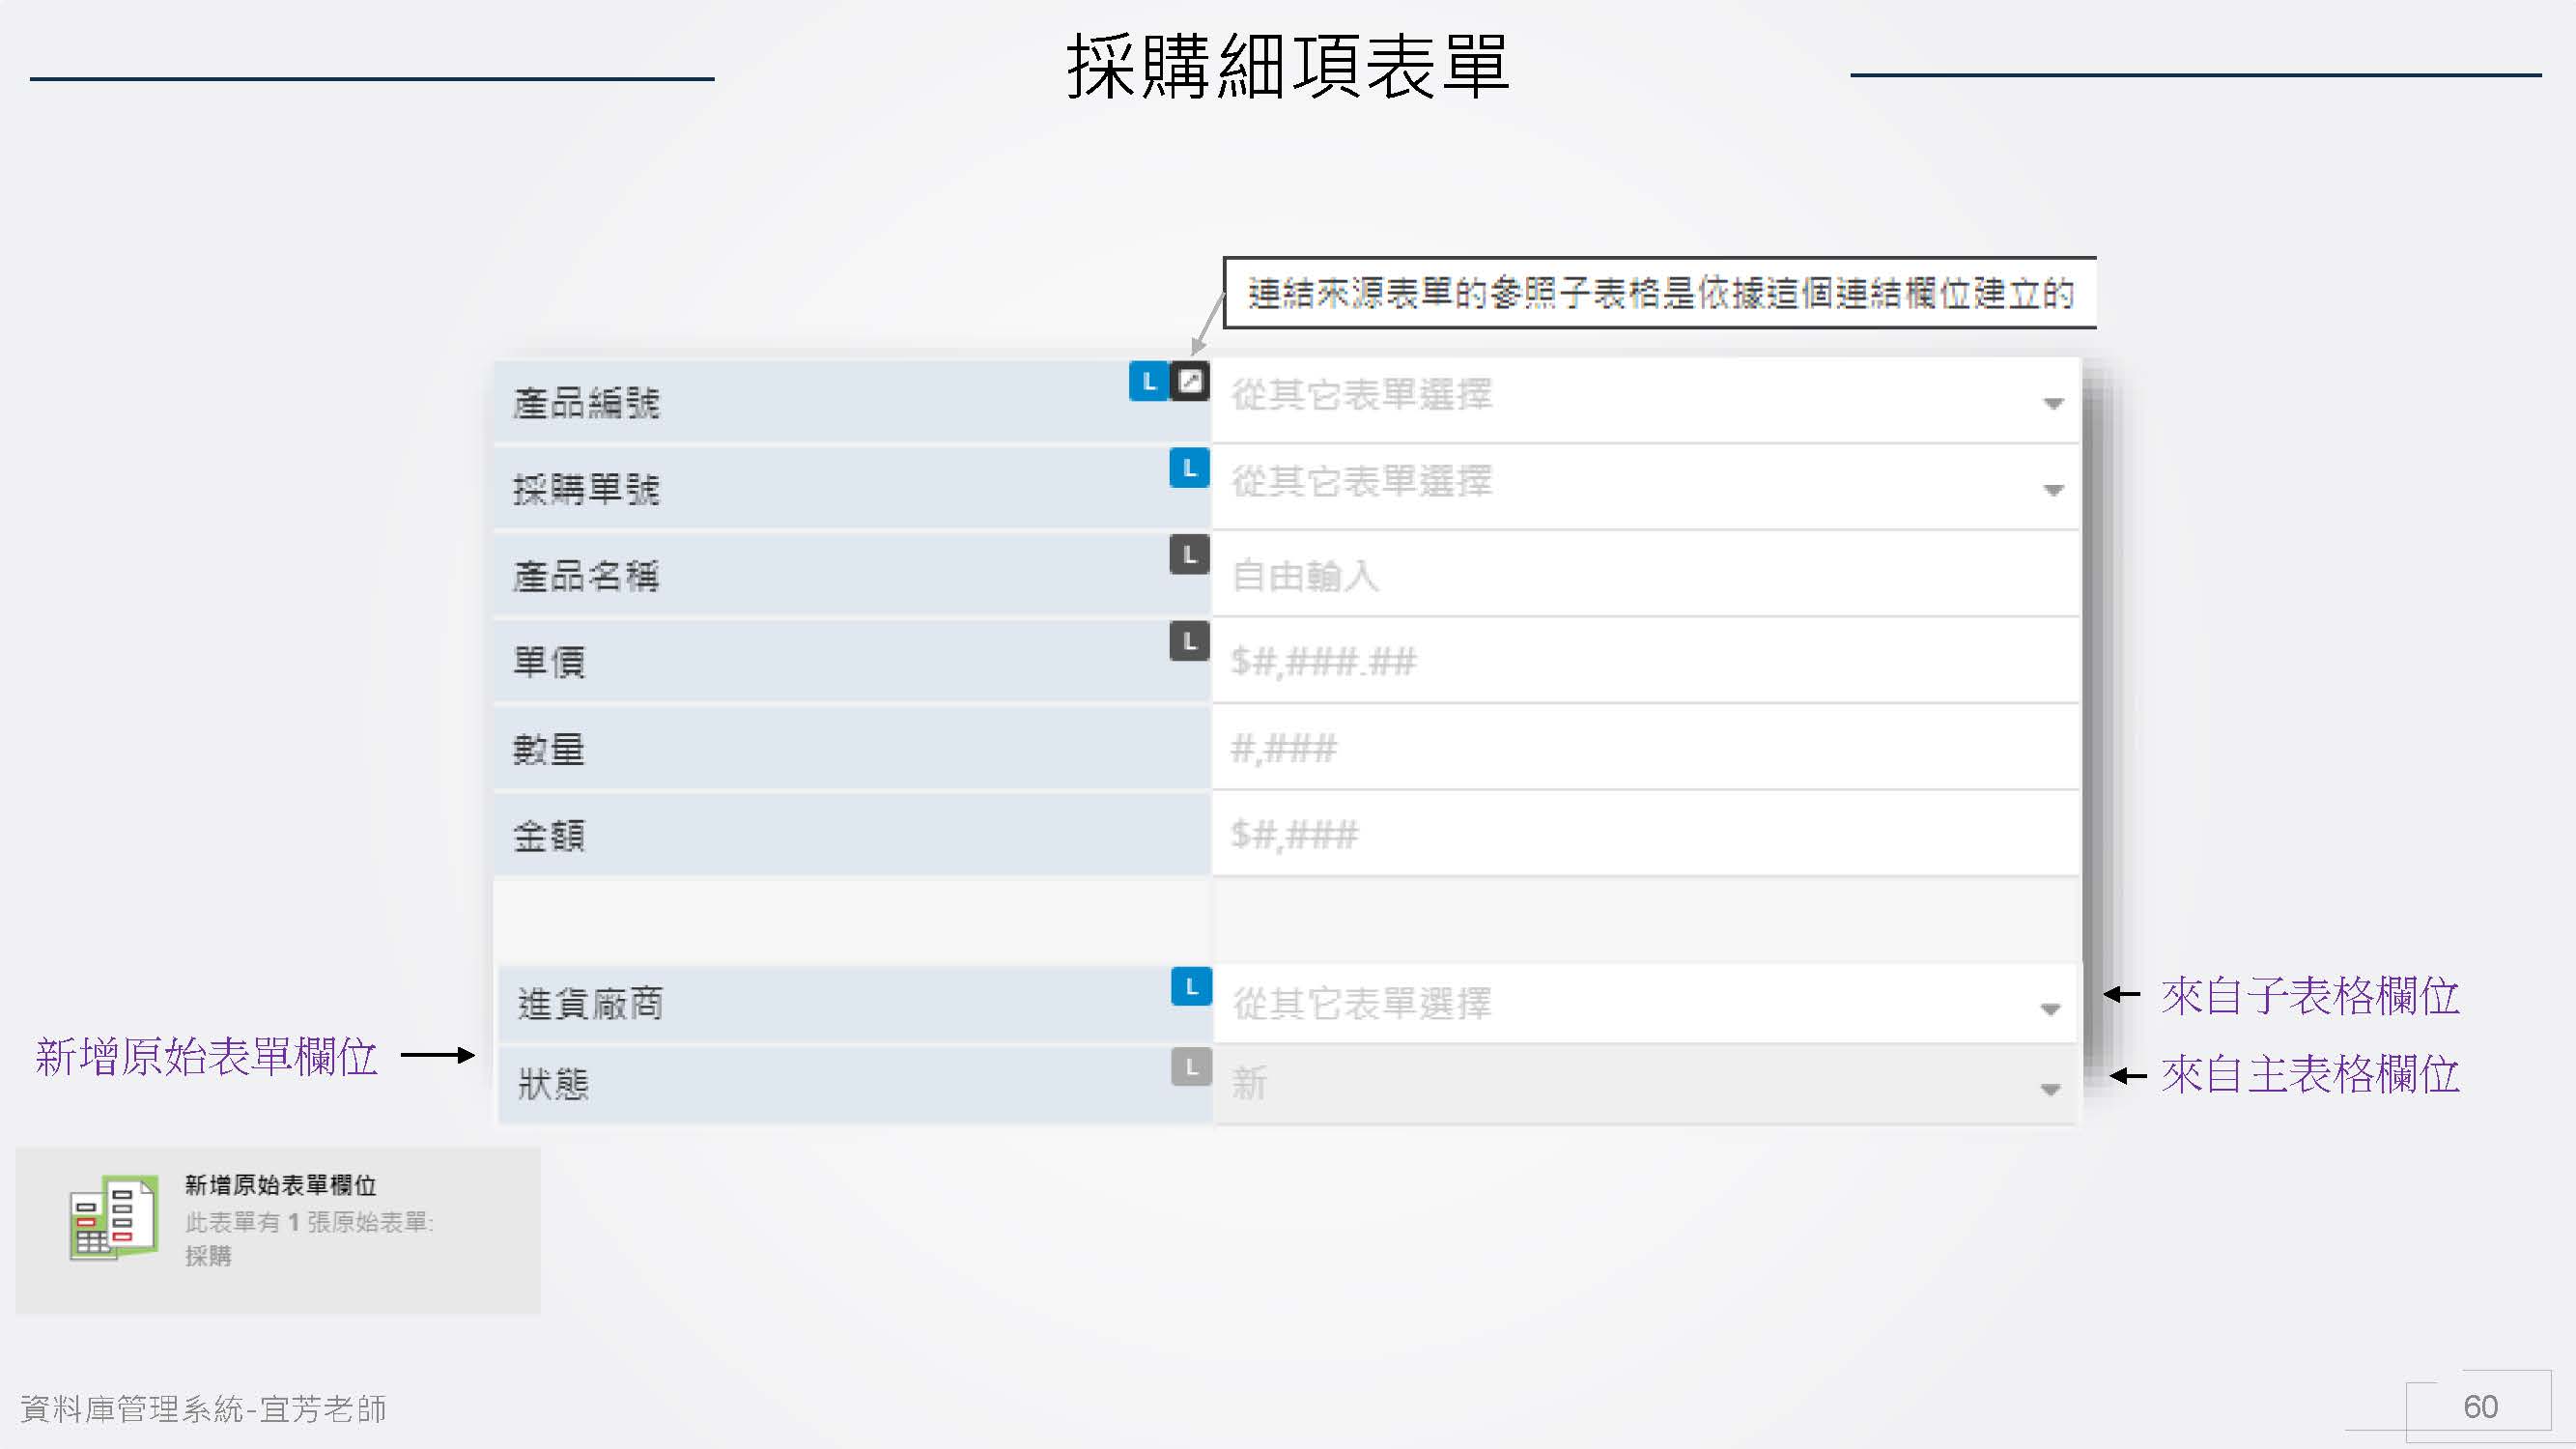 採購細項表單
連結來源表單的參照子表格是依據這個連結欄位建立的
產品編號 L 從其它表單選擇
採購單號 L 從其它表單選擇
產品名稱 L 自由輸入
單價 L $#,###.##
數量 #,###
金額 $#,###
進貨廠商 L 從其它表單選擇
來自子表格欄位
新增原始表單欄位
狀態 L 新
來自主表格欄位
新增原始表單欄位
此表單有 1 張原始表單:
採購
資料庫管理系統-宜芳老師
60